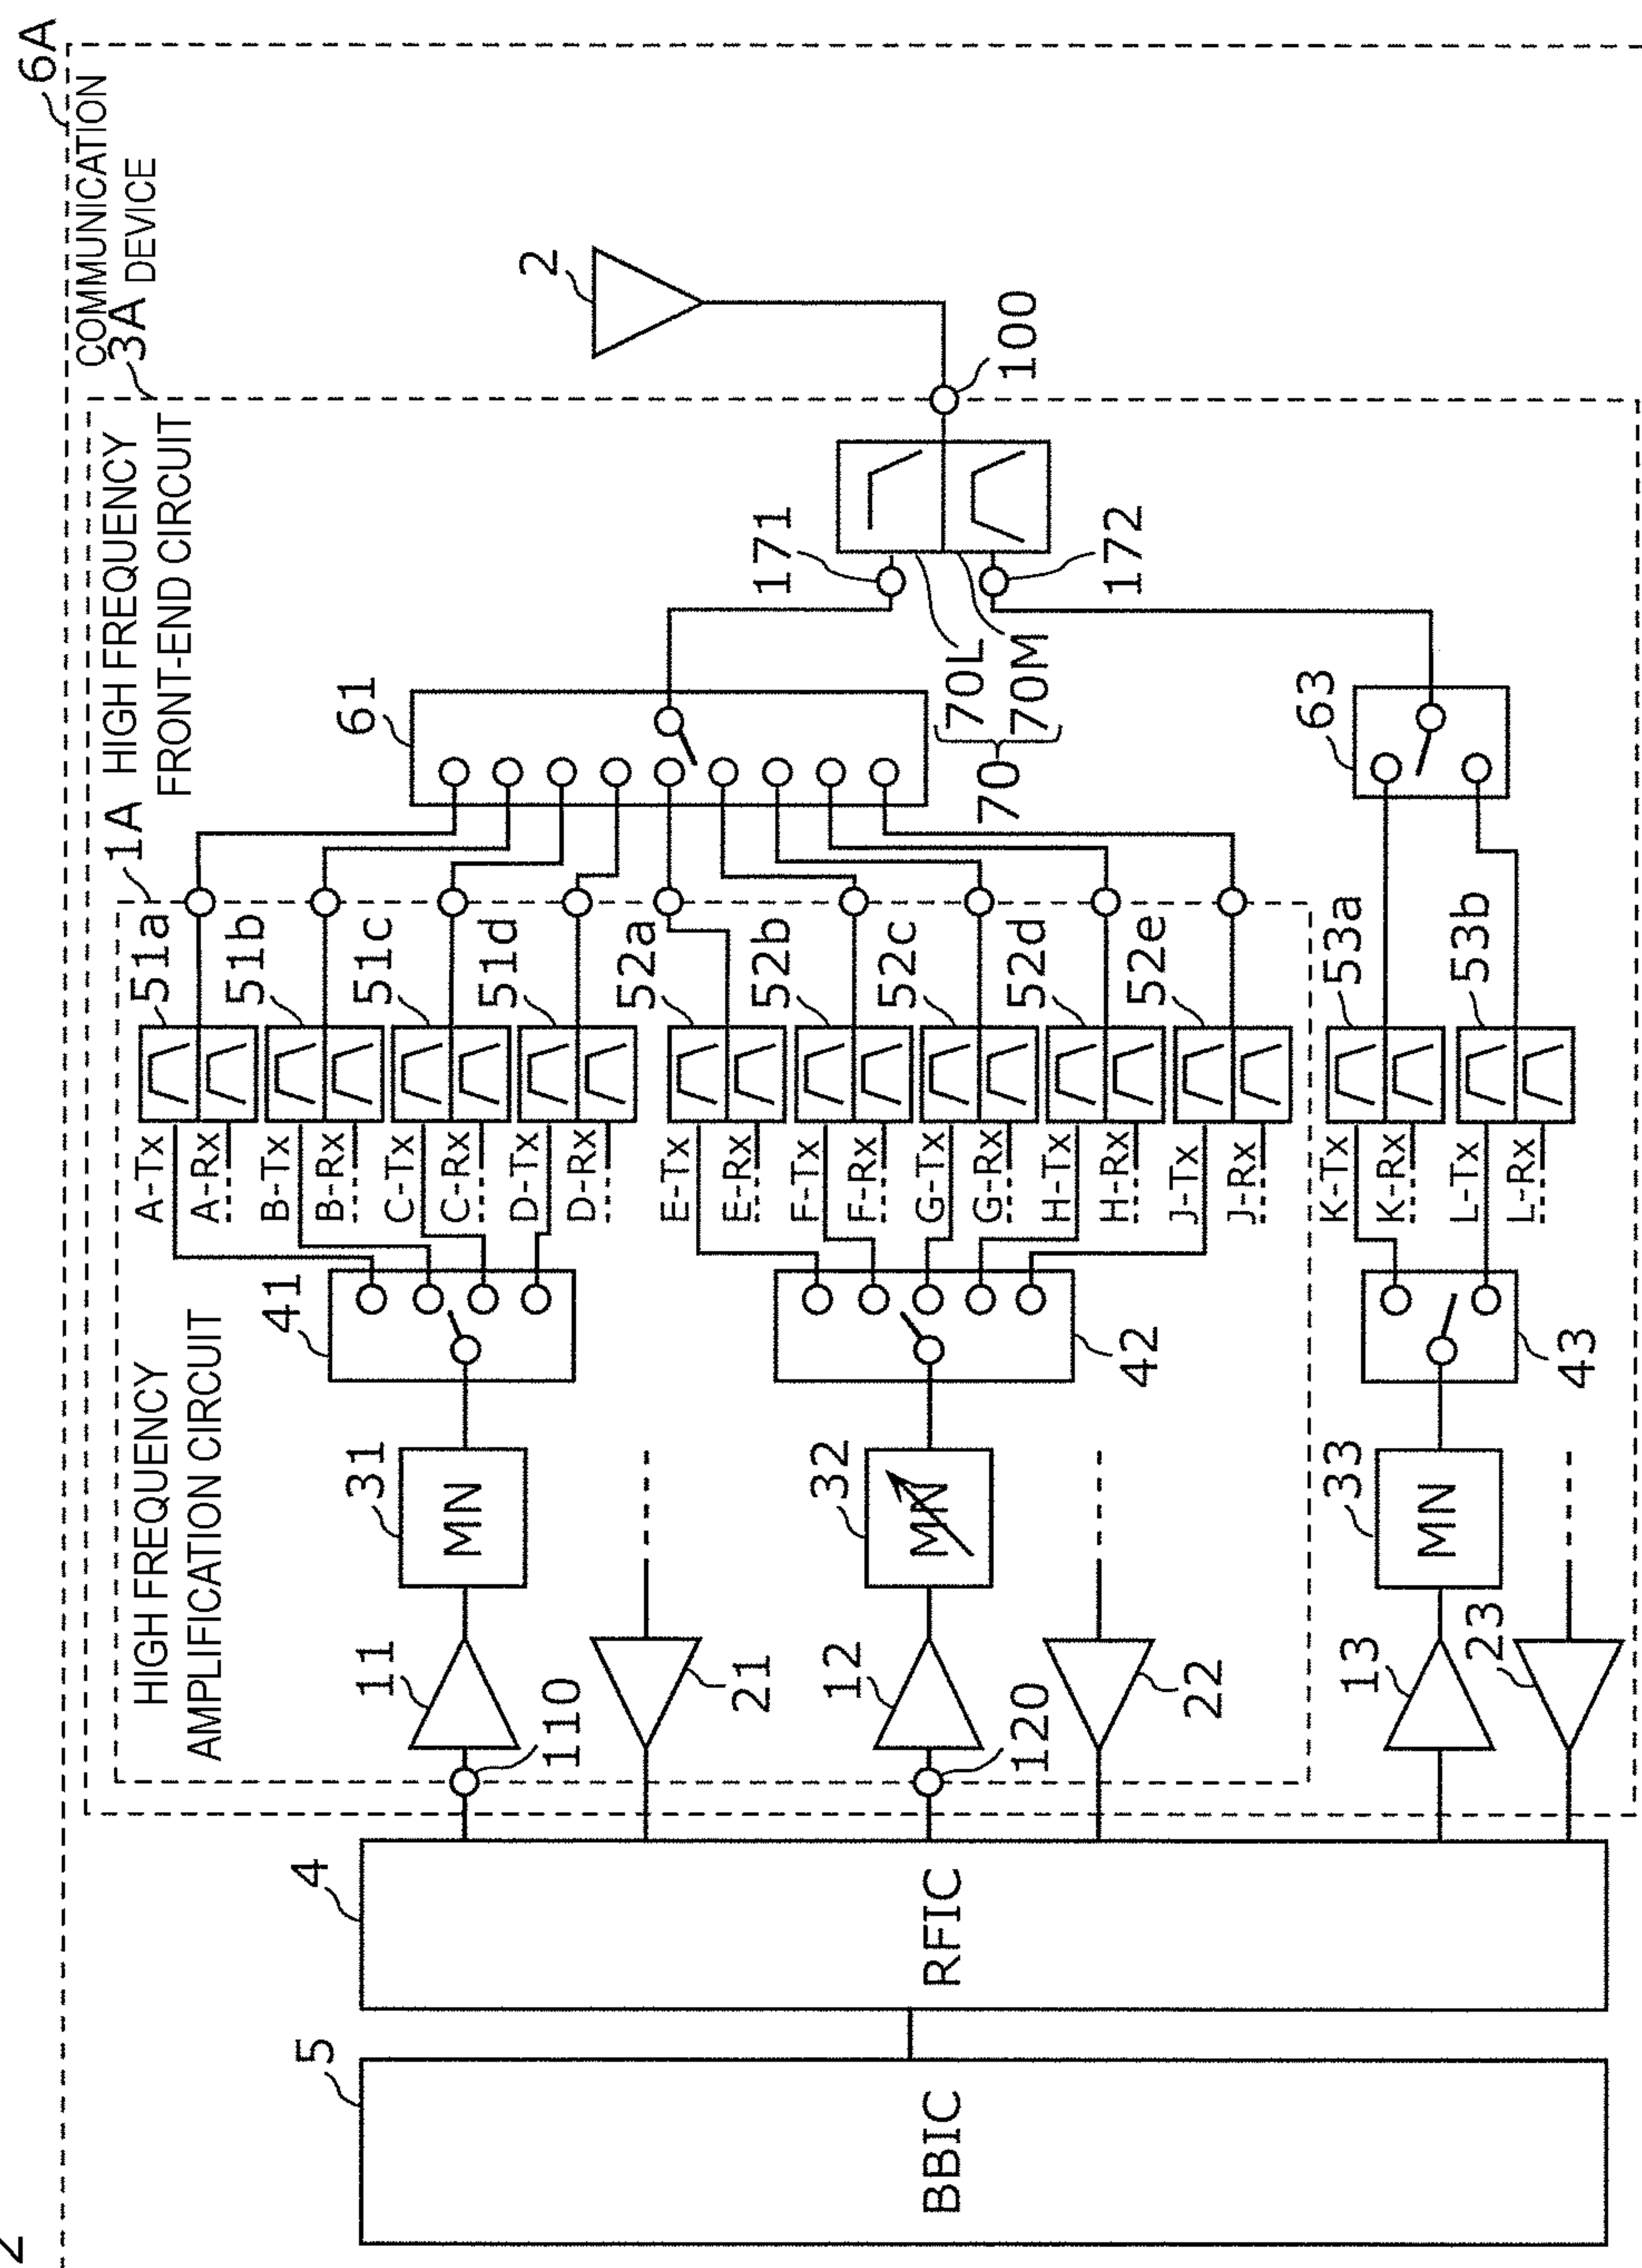 2
6A
COMMUNICATION
DEVICE
3A
HIGH FREQUENCY
FRONT-END CIRCUIT
1A
HIGH FREQUENCY
AMPLIFICATION CIRCUIT
2
100
171
172
70L
70M
70
61
63
51a
51b
51c
51d
52a
52b
52c
52d
52e
53a
53b
A-Tx
A-Rx
B-Tx
B-Rx
C-Tx
C-Rx
D-Tx
D-Rx
E-Tx
E-Rx
F-Tx
F-Rx
G-Tx
G-Rx
H-Tx
H-Rx
J-Tx
J-Rx
K-Tx
K-Rx
L-Tx
L-Rx
41
42
43
31
MN
32
MN
33
MN
11
21
12
22
13
23
110
120
4
RFIC
5
BBIC